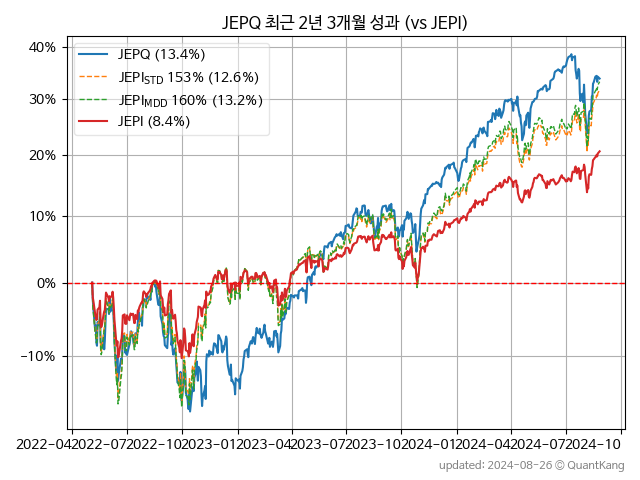 JEPQ 최근 2년 3개월 성과 (vs JEPI)
JEPQ (13.4%)
JEPI_STD 153% (12.6%)
JEPI_MDD 160% (13.2%)
JEPI (8.4%)
40%
30%
20%
10%
0%
−10%
2022-04 2022-07 2022-10 2023-01 2023-04 2023-07 2023-10 2024-01 2024-04 2024-07 2024-10
updated: 2024-08-26 © QuantKang